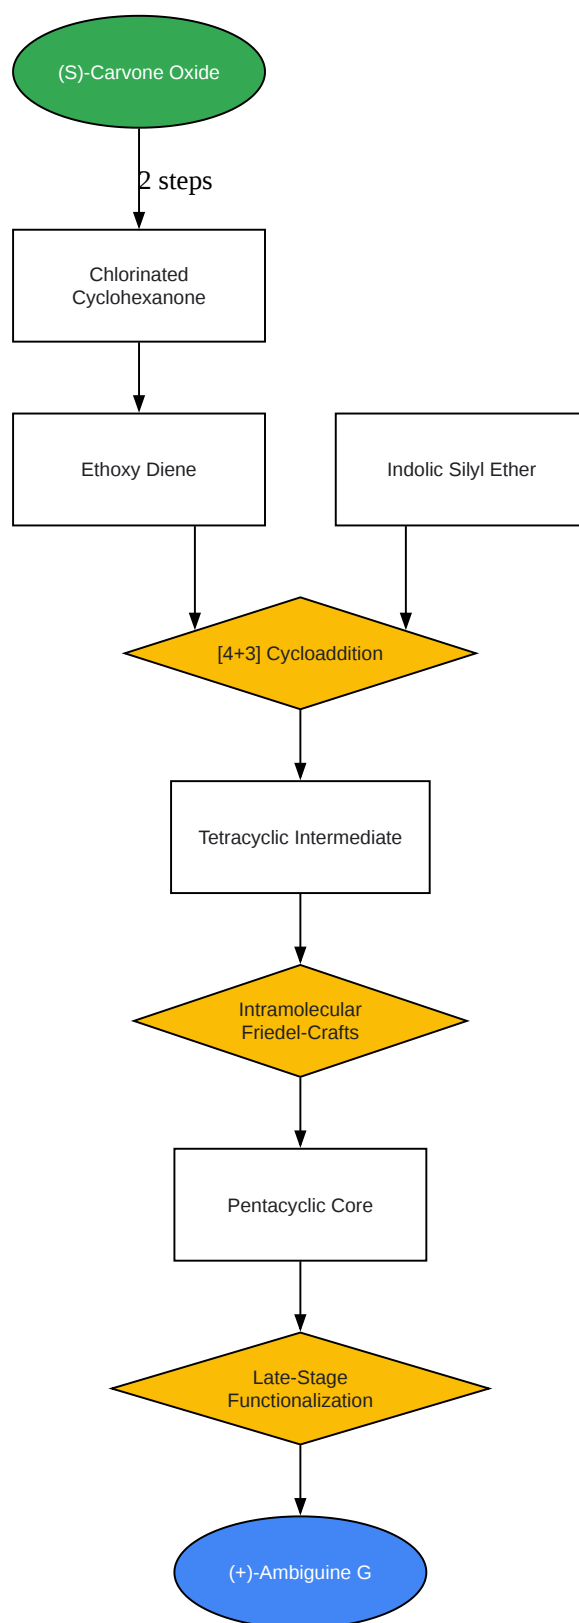 (S)-Carvone Oxide
2 steps
Chlorinated
Cyclohexanone
Ethoxy Diene
Indolic Silyl Ether
[4+3] Cycloaddition
Tetracyclic Intermediate
Intramolecular
Friedel-Crafts
Pentacyclic Core
Late-Stage
Functionalization
(+)-Ambiguine G